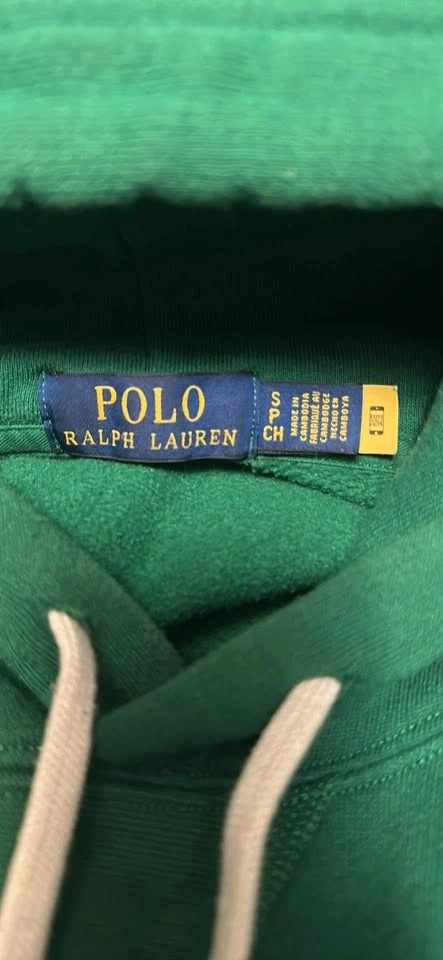 POLO
RALPH LAUREN
S
P
CH
MADE IN
CAMBODIA
FABRIQUÉ AU
CAMBODGE
HECHO EN
CAMBOYA